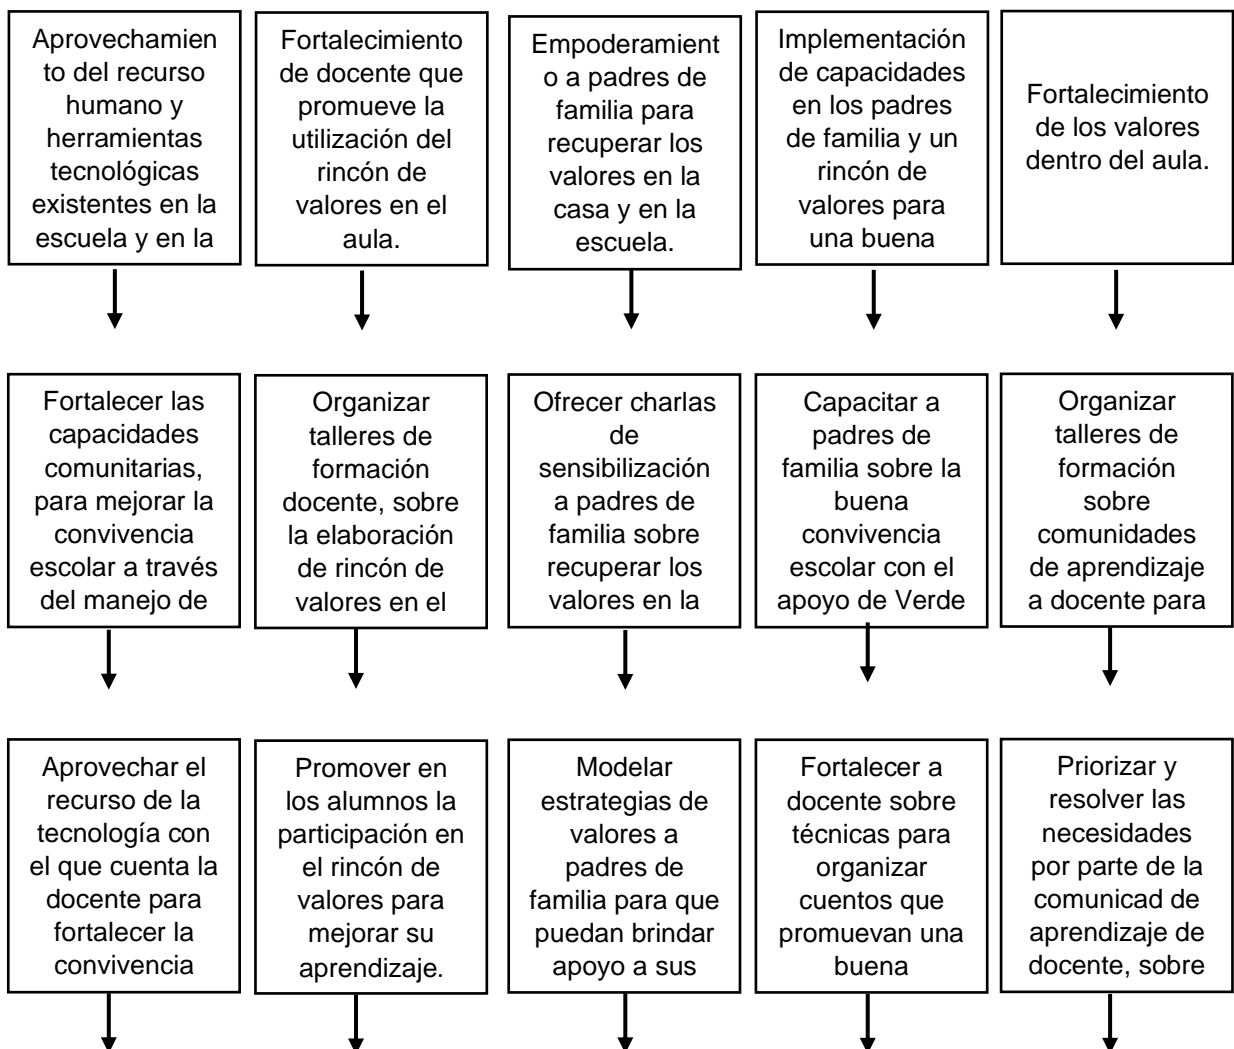 Aprovechamien
to del recurso
humano y
herramientas
tecnológicas
existentes en la
escuela y en la
Fortalecimiento
de docente que
promueve la
utilización del
rincón de
valores en el
aula.
Empoderamient
o a padres de
familia para
recuperar los
valores en la
casa y en la
escuela.
Implementación
de capacidades
en los padres
de familia y un
rincón de
valores para
una buena
Fortalecimiento
de los valores
dentro del aula.
Fortalecer las
capacidades
comunitarias,
para mejorar la
convivencia
escolar a través
del manejo de
Organizar
talleres de
formación
docente, sobre
la elaboración
de rincón de
valores en el
Ofrecer charlas
de
sensibilización
a padres de
familia sobre
recuperar los
valores en la
Capacitar a
padres de
familia sobre la
buena
convivencia
escolar con el
apoyo de Verde
Organizar
talleres de
formación
sobre
comunidades
de aprendizaje
a docente para
Aprovechar el
recurso de la
tecnología con
el que cuenta la
docente para
fortalecer la
convivencia
Promover en
los alumnos la
participación en
el rincón de
valores para
mejorar su
aprendizaje.
Modelar
estrategias de
valores a
padres de
familia para que
puedan brindar
apoyo a sus
Fortalecer a
docente sobre
técnicas para
organizar
cuentos que
promuevan una
buena
Priorizar y
resolver las
necesidades
por parte de la
comunicad de
aprendizaje de
docente, sobre